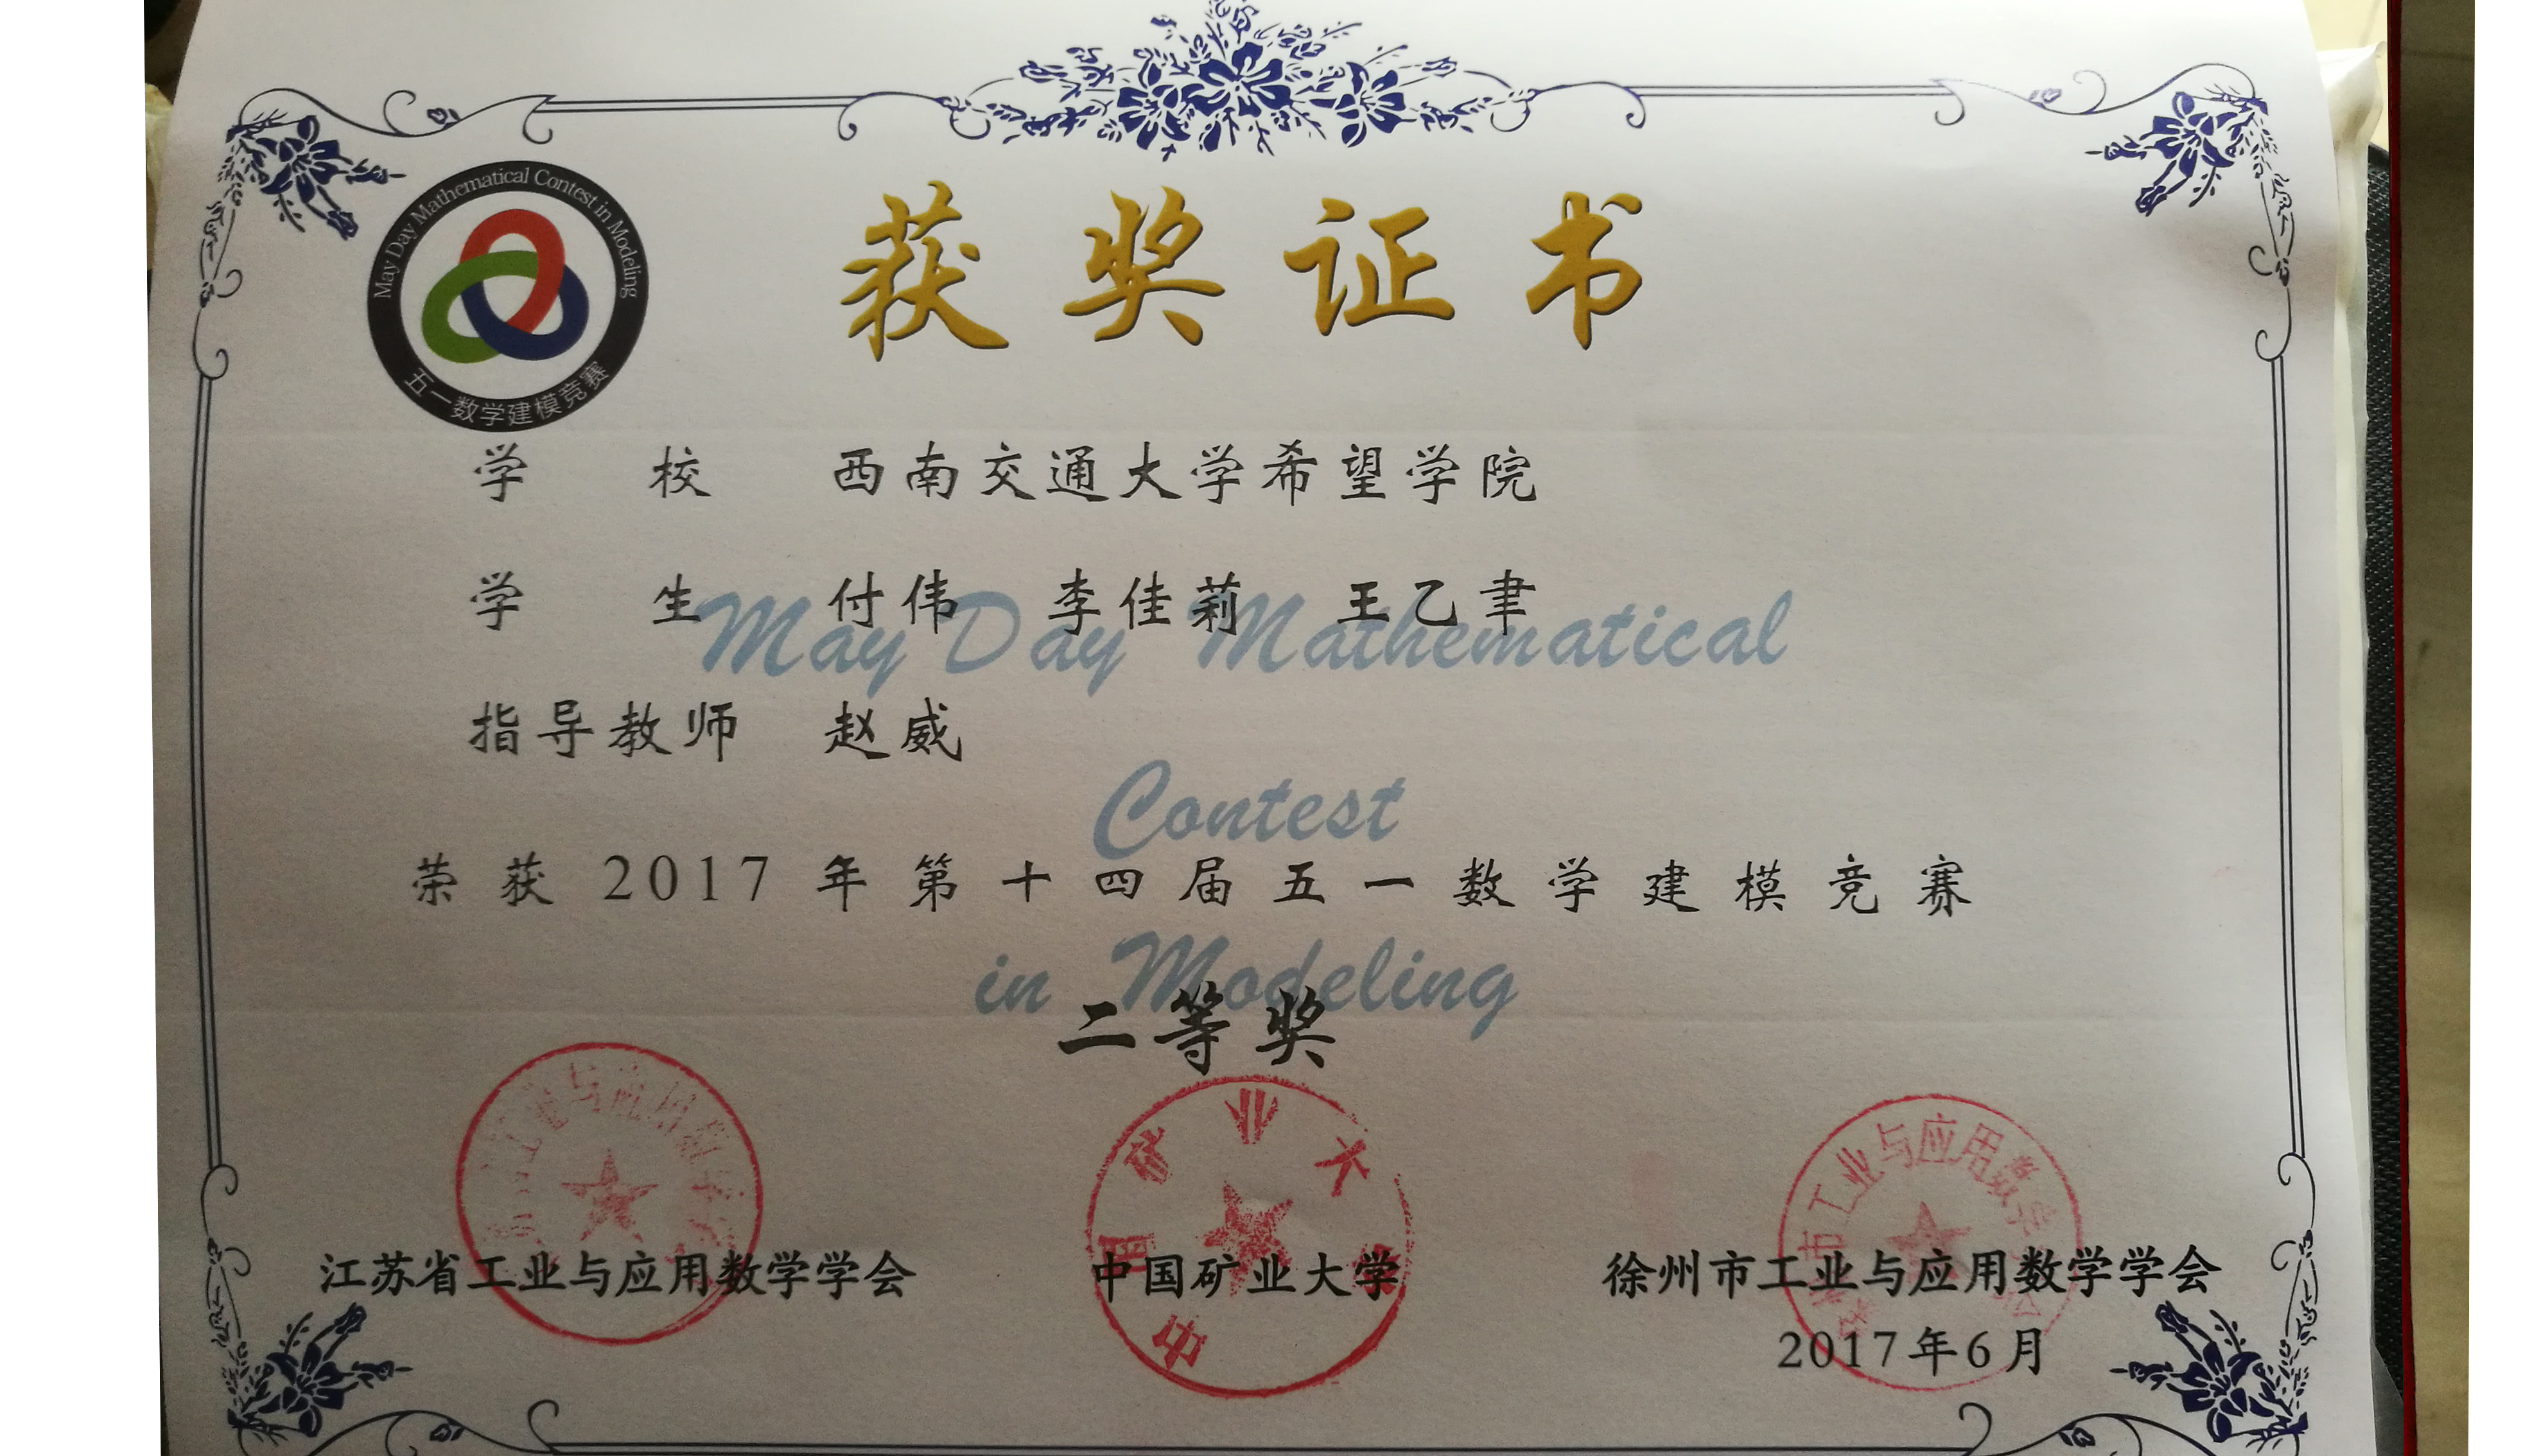 May Day Mathematical Contest in Modeling
五一数学建模竞赛
获奖证书
学校 西南交通大学希望学院
学生 付伟 李佳莉 王乙聿
May Day Mathematical
指导教师 赵威
Contest
荣获2017年第十四届五一数学建模竞赛
in Modeling
二等奖
江苏省工业与应用数学学会 中国矿业大学 徐州市工业与应用数学学会
2017年6月